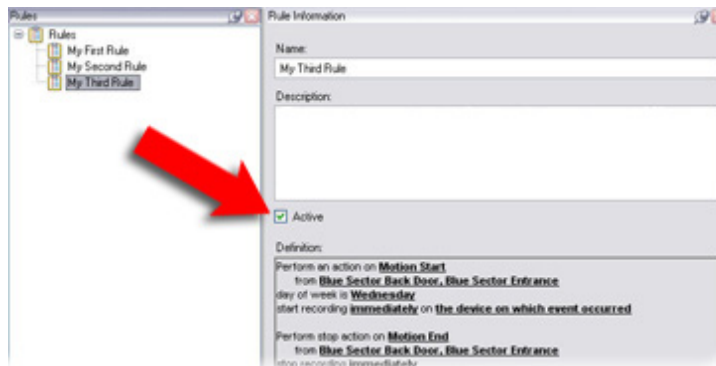 Rules
Rules
My First Rule
My Second Rule
My Third Rule
Rule Information
Name:
My Third Rule
Description:
Active
Definition:
Perform an action on Motion Start
from Blue Sector Back Door, Blue Sector Entrance
day of week is Wednesday
start recording immediately on the device on which event occurred
Perform stop action on Motion End
from Blue Sector Back Door, Blue Sector Entrance
stop recording immediately